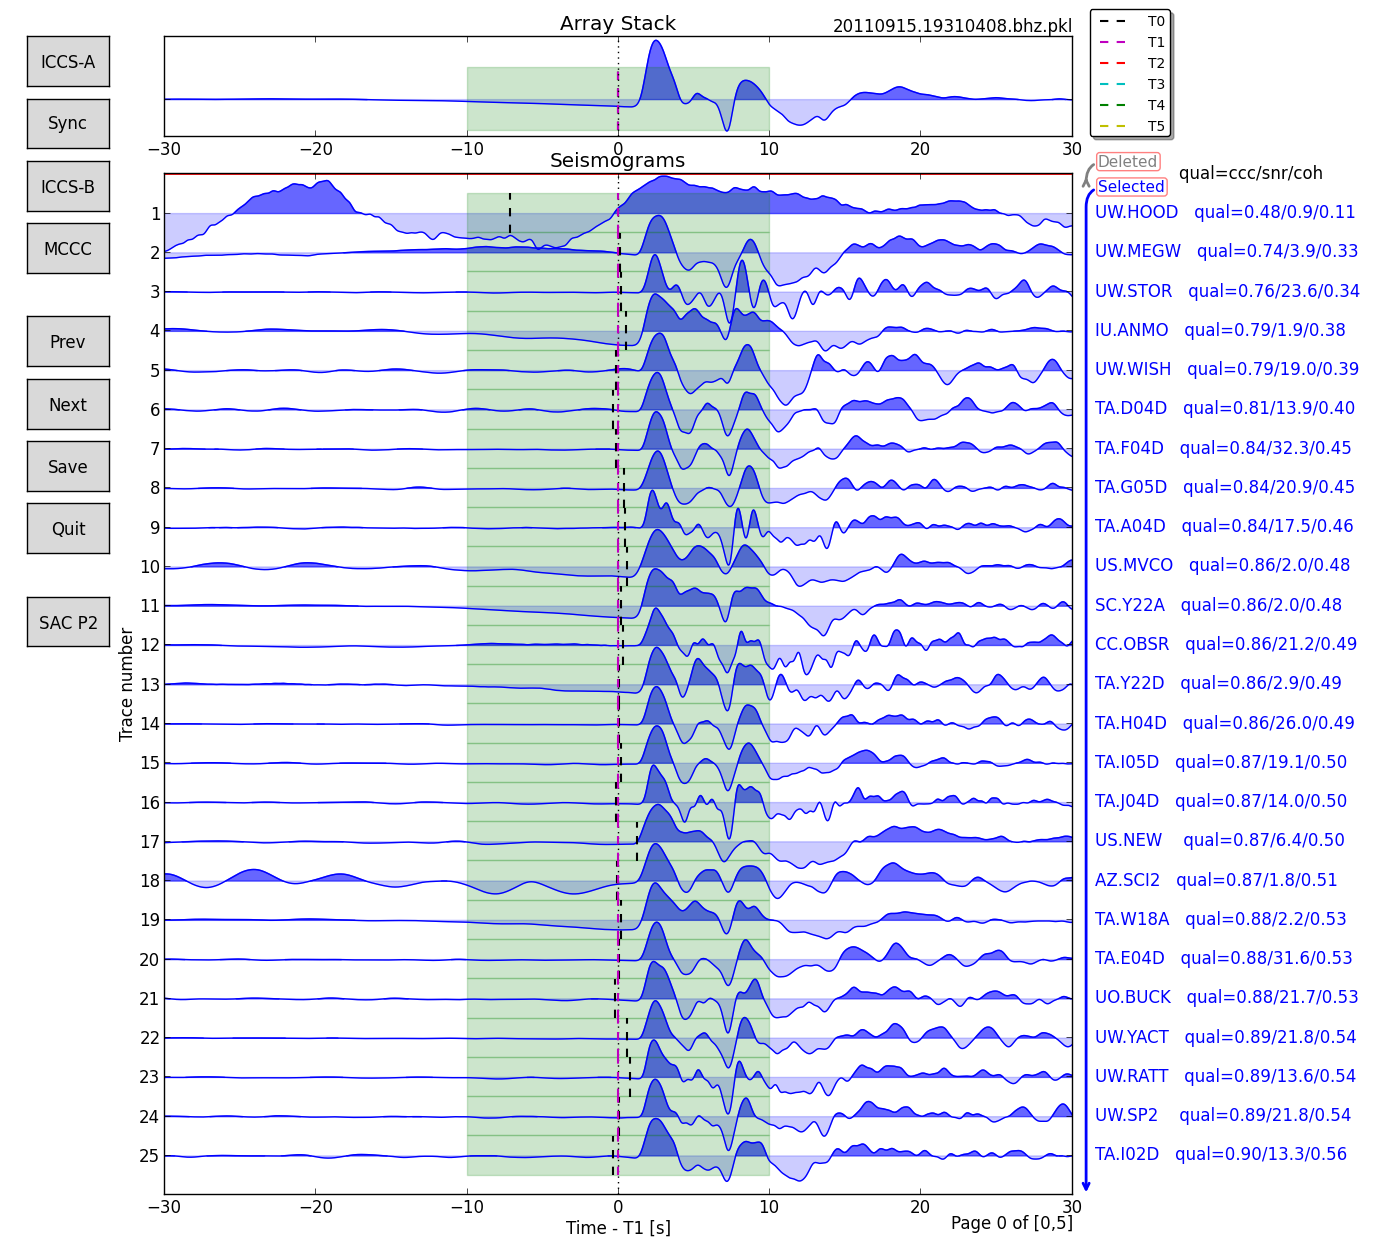 Array Stack
20110915.19310408.bhz.pkl
T0
T1
T2
T3
T4
T5
ICCS-A
Sync
ICCS-B
MCCC
Prev
Next
Save
Quit
SAC P2
−30 −20 −10 0 10 20 30
Seismograms
Deleted
Selected
qual=ccc/snr/coh
Trace number
1 UW.HOOD qual=0.48/0.9/0.11
2 UW.MEGW qual=0.74/3.9/0.33
3 UW.STOR qual=0.76/23.6/0.34
4 IU.ANMO qual=0.79/1.9/0.38
5 UW.WISH qual=0.79/19.0/0.39
6 TA.D04D qual=0.81/13.9/0.40
7 TA.F04D qual=0.84/32.3/0.45
8 TA.G05D qual=0.84/20.9/0.45
9 TA.A04D qual=0.84/17.5/0.46
10 US.MVCO qual=0.86/2.0/0.48
11 SC.Y22A qual=0.86/2.0/0.48
12 CC.OBSR qual=0.86/21.2/0.49
13 TA.Y22D qual=0.86/2.9/0.49
14 TA.H04D qual=0.86/26.0/0.49
15 TA.I05D qual=0.87/19.1/0.50
16 TA.J04D qual=0.87/14.0/0.50
17 US.NEW qual=0.87/6.4/0.50
18 AZ.SCI2 qual=0.87/1.8/0.51
19 TA.W18A qual=0.88/2.2/0.53
20 TA.E04D qual=0.88/31.6/0.53
21 UO.BUCK qual=0.88/21.7/0.53
22 UW.YACT qual=0.89/21.8/0.54
23 UW.RATT qual=0.89/13.6/0.54
24 UW.SP2 qual=0.89/21.8/0.54
25 TA.I02D qual=0.90/13.3/0.56
−30 −20 −10 0 10 20 30
Time - T1 [s]
Page 0 of [0,5]